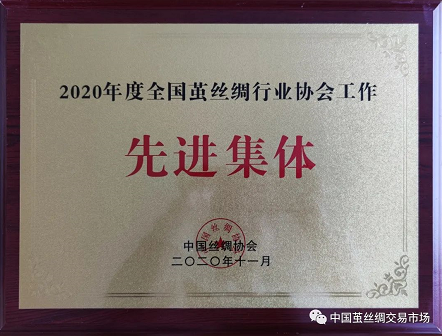 2020年度全国茧丝绸行业协会工作
先进集体
中国丝绸协会
二〇二〇年十一月
中国茧丝绸交易市场